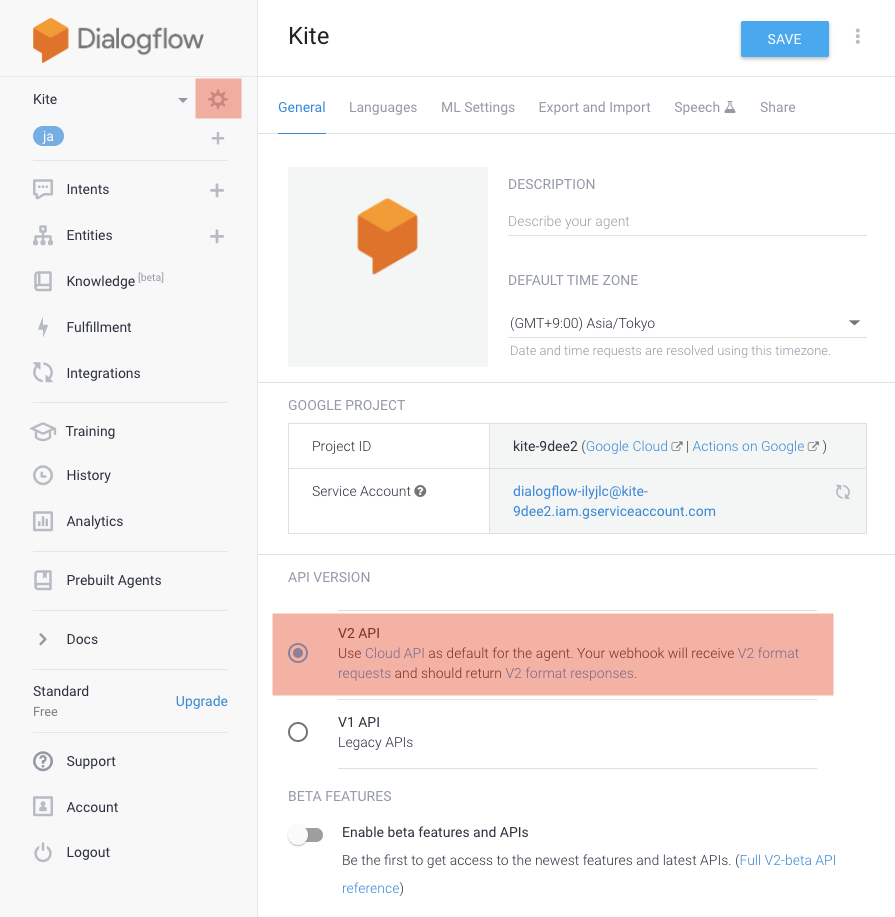 Dialogflow
Kite
ja
Intents
Entities
Knowledge [beta]
Fulfillment
Integrations
Training
History
Analytics
Prebuilt Agents
Docs
Standard
Free
Upgrade
Support
Account
Logout
Kite
SAVE
General Languages ML Settings Export and Import Speech Share
DESCRIPTION
Describe your agent
DEFAULT TIME ZONE
(GMT+9:00) Asia/Tokyo
Date and time requests are resolved using this timezone.
GOOGLE PROJECT
Project ID
kite-9dee2 (Google Cloud | Actions on Google )
Service Account
dialogflow-ilyjlc@kite-
9dee2.iam.gserviceaccount.com
API VERSION
V2 API
Use Cloud API as default for the agent. Your webhook will receive V2 format
requests and should return V2 format responses.
V1 API
Legacy APIs
BETA FEATURES
Enable beta features and APIs
Be the first to get access to the newest features and latest APIs. (Full V2-beta API
reference)